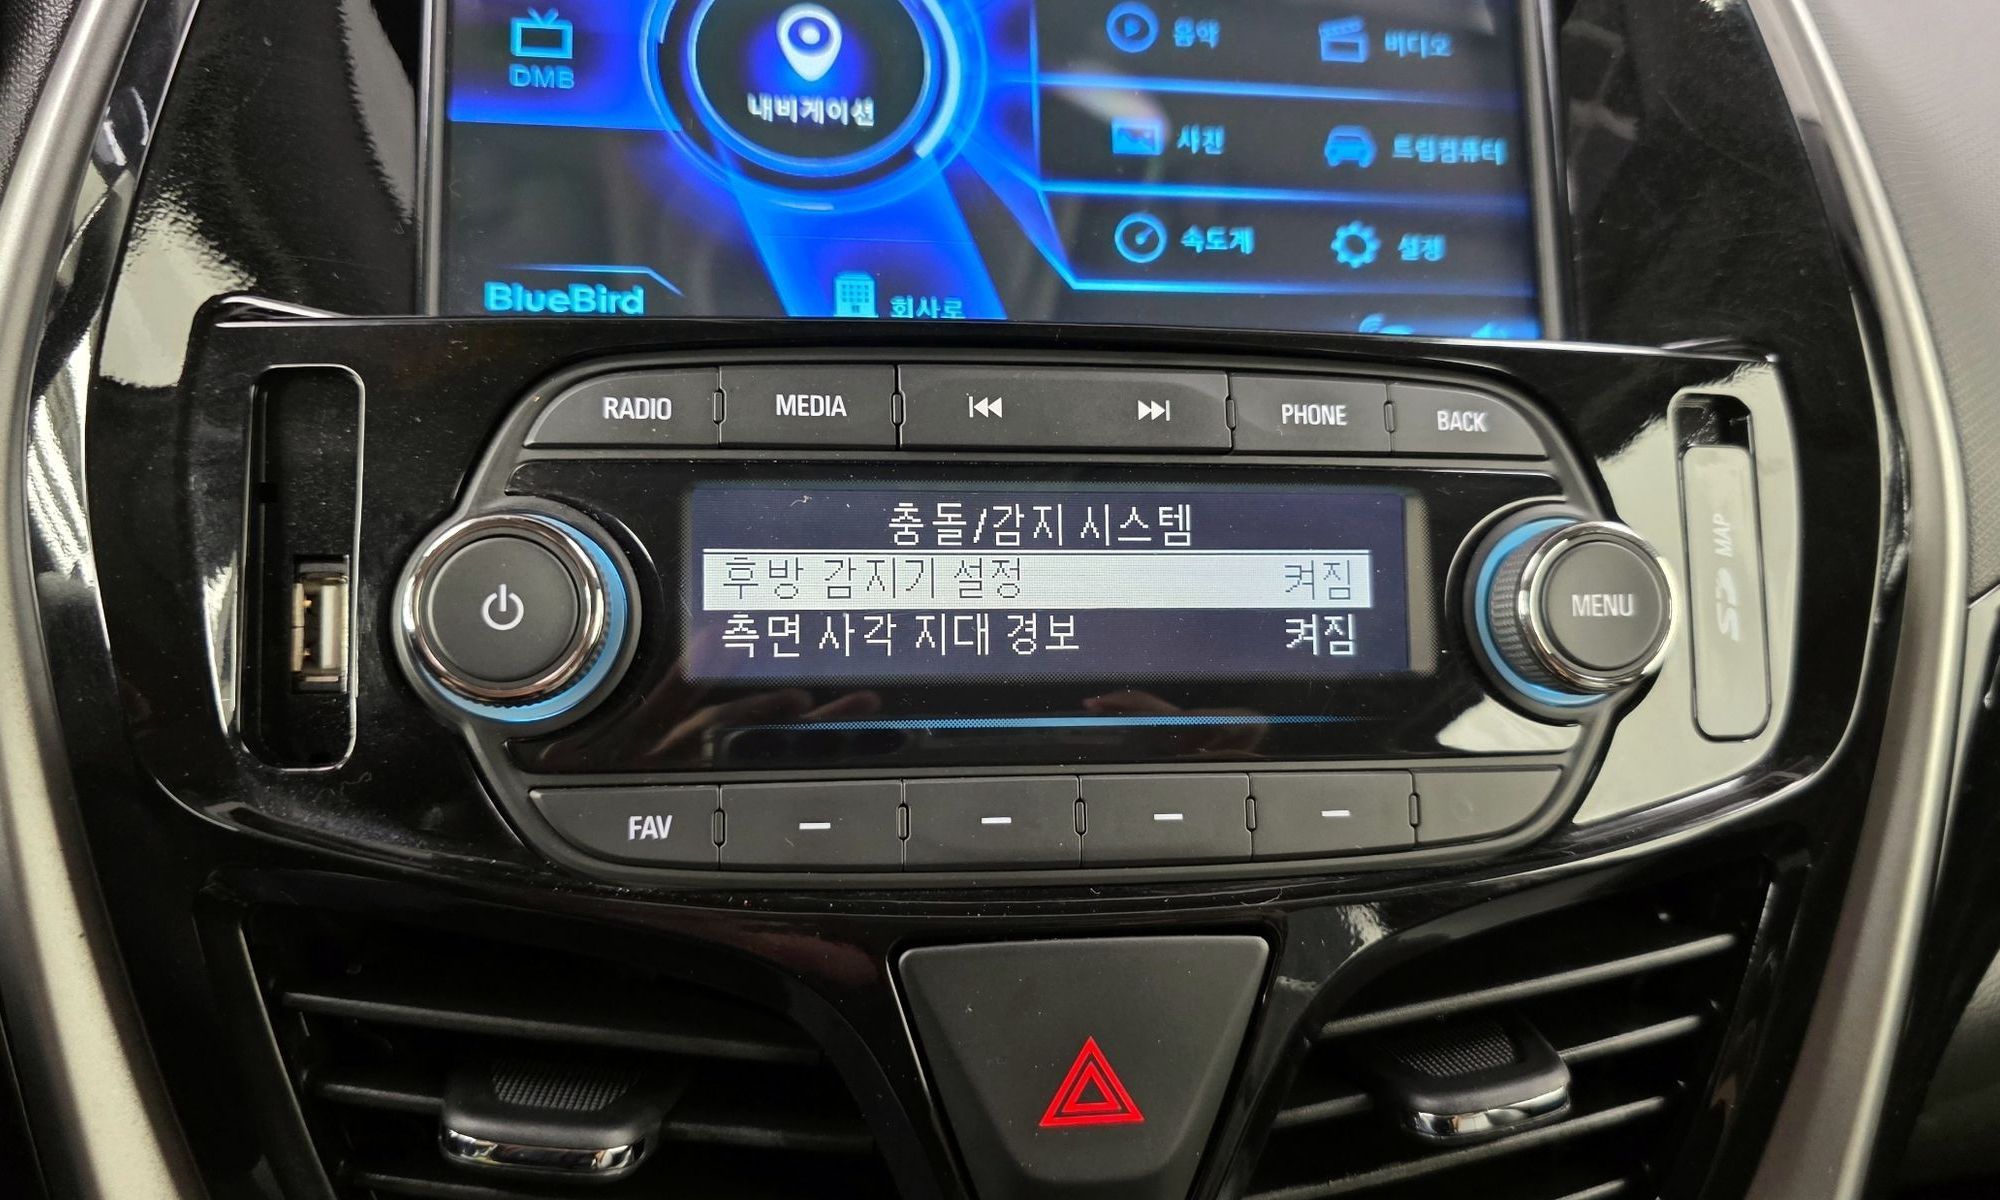 DMB
내비게이션
음악
비디오
사진
트립컴퓨터
속도계
설정
BlueBird
회사로
RADIO
MEDIA
PHONE
BACK
충돌/감지 시스템
후방 감지기 설정 켜짐
측면 사각 지대 경보 켜짐
MENU
SD MAP
FAV